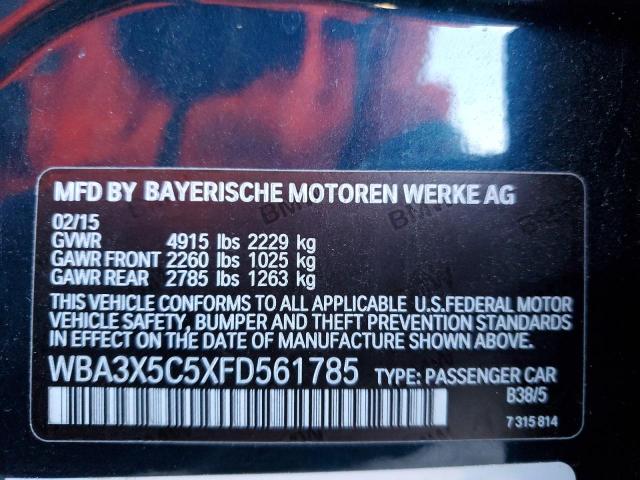 MFD BY BAYERISCHE MOTOREN WERKE AG
02/15
GVWR 4915 lbs 2229 kg
GAWR FRONT 2260 lbs 1025 kg
GAWR REAR 2785 lbs 1263 kg
THIS VEHICLE CONFORMS TO ALL APPLICABLE U.S.FEDERAL MOTOR
VEHICLE SAFETY, BUMPER AND THEFT PREVENTION STANDARDS
IN EFFECT ON THE DATE OF MANUFACTURE SHOWN ABOVE.
WBA3X5C5XFD561785 TYPE: PASSENGER CAR
B38/5
7 315 814